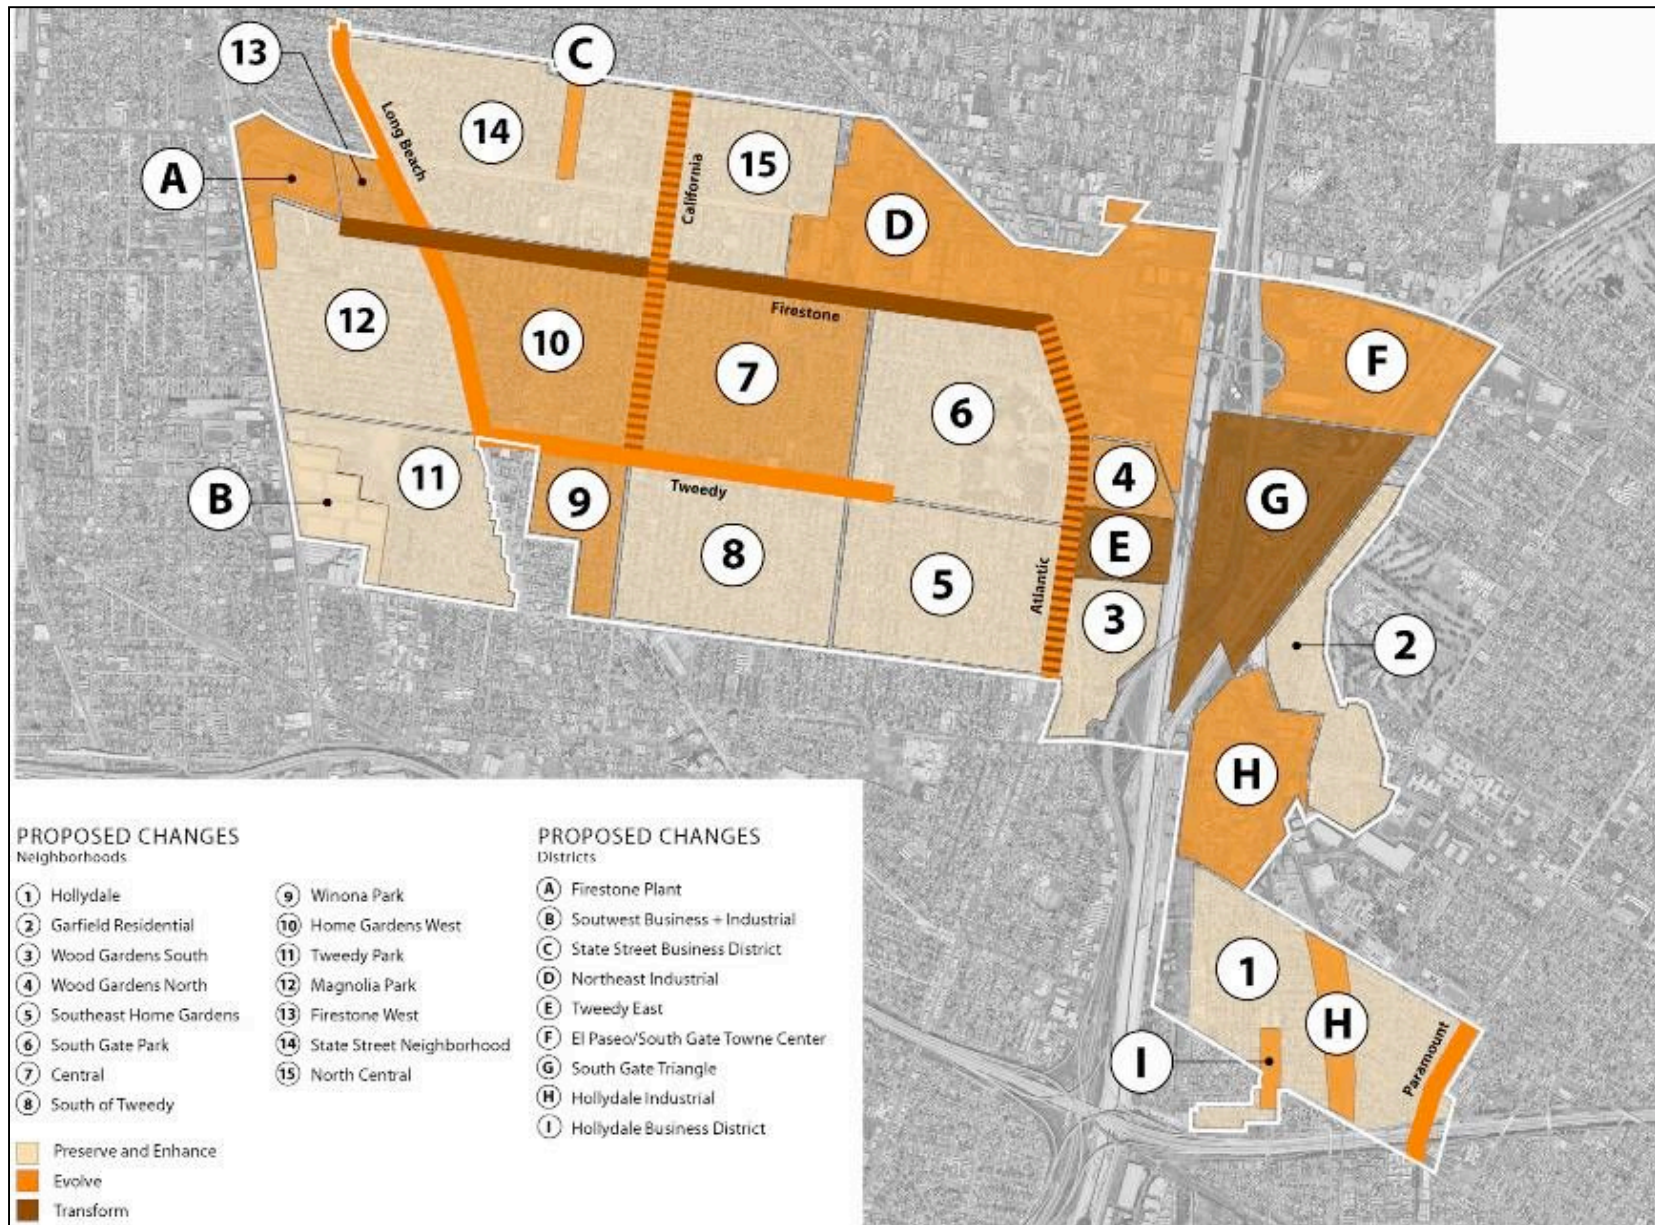 13
C
14
Long Beach
15
California
A
D
12
10
Firestone
7
6
F
B
11
9
Tweedy
8
5
4
E
G
Atlantic
3
2
H
1
H
I
Paramount
PROPOSED CHANGES
Neighborhoods
1 Hollydale
2 Garfield Residential
3 Wood Gardens South
4 Wood Gardens North
5 Southeast Home Gardens
6 South Gate Park
7 Central
8 South of Tweedy
9 Winona Park
10 Home Gardens West
11 Tweedy Park
12 Magnolia Park
13 Firestone West
14 State Street Neighborhood
15 North Central
Preserve and Enhance
Evolve
Transform
PROPOSED CHANGES
Districts
A Firestone Plant
B Soutwest Business + Industrial
C State Street Business District
D Northeast Industrial
E Tweedy East
F El Paseo/South Gate Towne Center
G South Gate Triangle
H Hollydale Industrial
I Hollydale Business District